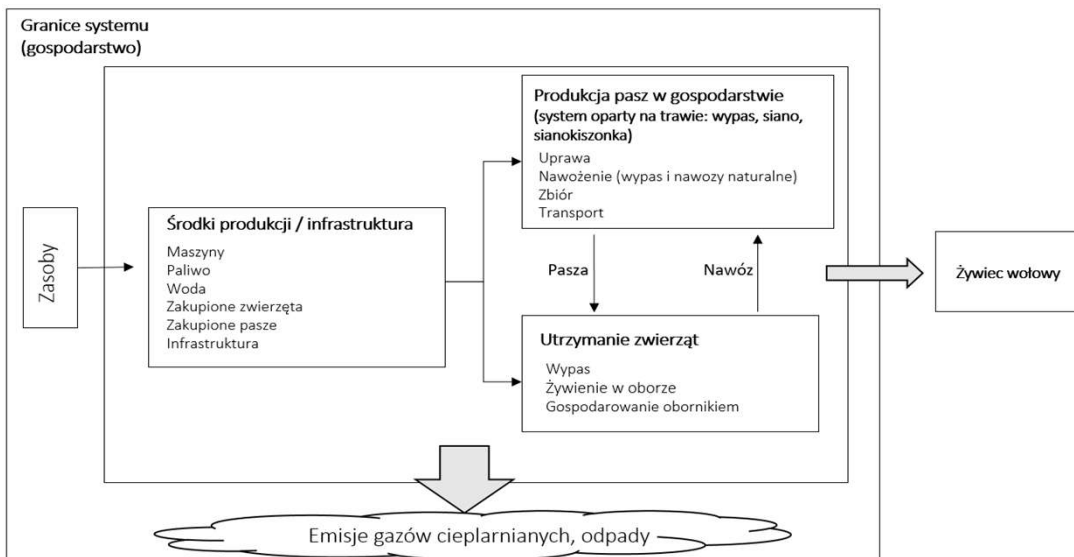 Granice systemu
(gospodarstwo)
Zasoby
Środki produkcji / infrastruktura
Maszyny
Paliwo
Woda
Zakupione zwierzęta
Zakupione pasze
Infrastruktura
Produkcja pasz w gospodarstwie
(system oparty na trawie: wypas, siano,
sianokiszonka)
Uprawa
Nawożenie (wypas i nawozy naturalne)
Zbiór
Transport
Pasza
Nawóz
Utrzymanie zwierząt
Wypas
Żywienie w oborze
Gospodarowanie obornikiem
Żywiec wołowy
Emisje gazów cieplarnianych, odpady